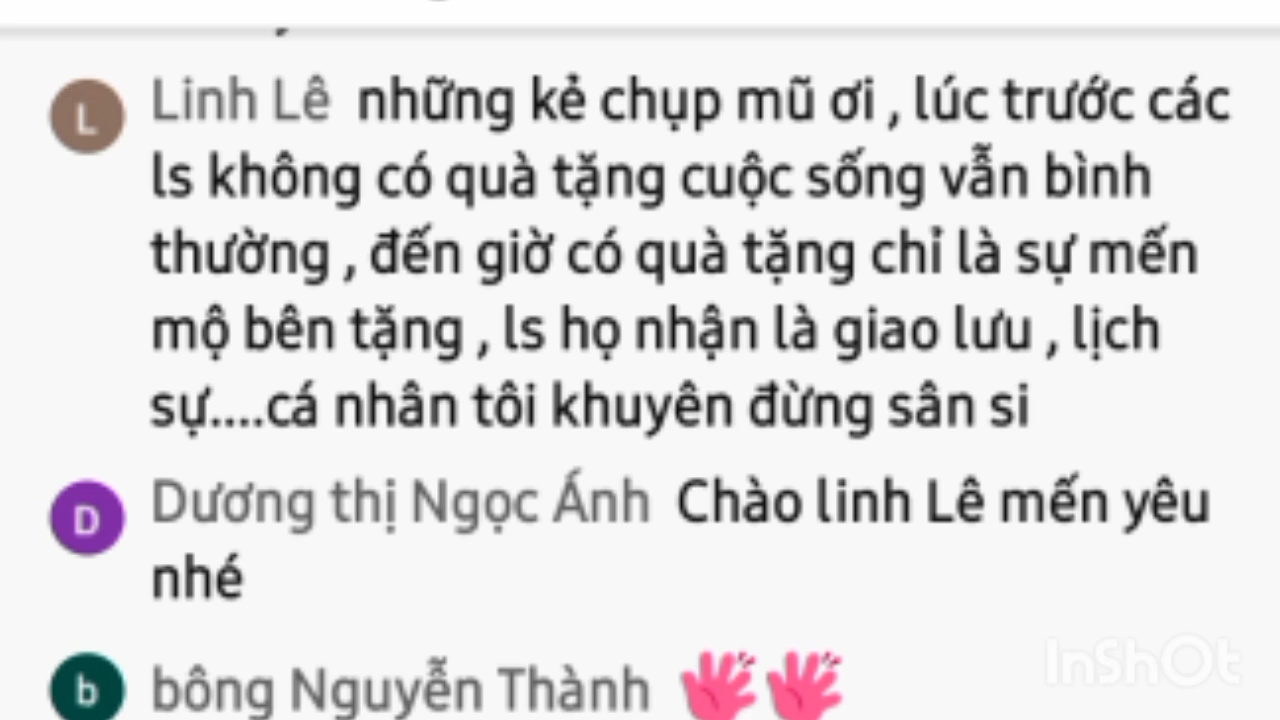 L Linh Lê những kẻ chụp mũ ơi , lúc trước các
ls không có quà tặng cuộc sống vẫn bình
thường , đến giờ có quà tặng chỉ là sự mến
mộ bên tặng , ls họ nhận là giao lưu , lịch
sự....cá nhân tôi khuyên đừng sân si
D Dương thị Ngọc Ánh Chào linh Lê mến yêu
nhé
b bông Nguyễn Thành
InShOt